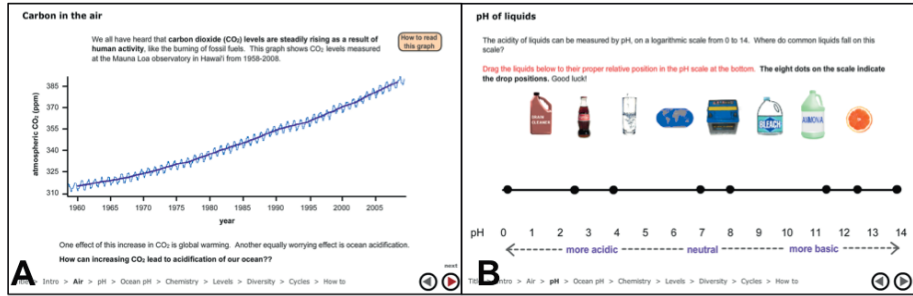 Carbon in the air
We all have heard that carbon dioxide (CO₂) levels are steadily rising as a result of
human activity, like the burning of fossil fuels. This graph shows CO₂ levels measured
at the Mauna Loa observatory in Hawai'i from 1958-2008.
How to read
this graph
atmospheric CO₂ (ppm)
385
370
355
340
325
310
1960 1965 1970 1975 1980 1985 1990 1995 2000 2005
year
One effect of this increase in CO₂ is global warming. Another equally worrying effect is ocean acidification.
How can increasing CO₂ lead to acidification of our ocean??
next
A
> Intro > Air > pH > Ocean pH > Chemistry > Levels > Diversity > Cycles > How to
pH of liquids
The acidity of liquids can be measured by pH, on a logarithmic scale from 0 to 14. Where do common liquids fall on this
scale?
Drag the liquids below to their proper relative position in the pH scale at the bottom. The eight dots on the scale indicate
the drop positions. Good luck!
DRAIN
CLEANER
BLEACH
AMMONIA
pH 0 1 2 3 4 5 6 7 8 9 10 11 12 13 14
more acidic neutral more basic
B
Intro > Air > pH > Ocean pH > Chemistry > Levels > Diversity > Cycles > How to